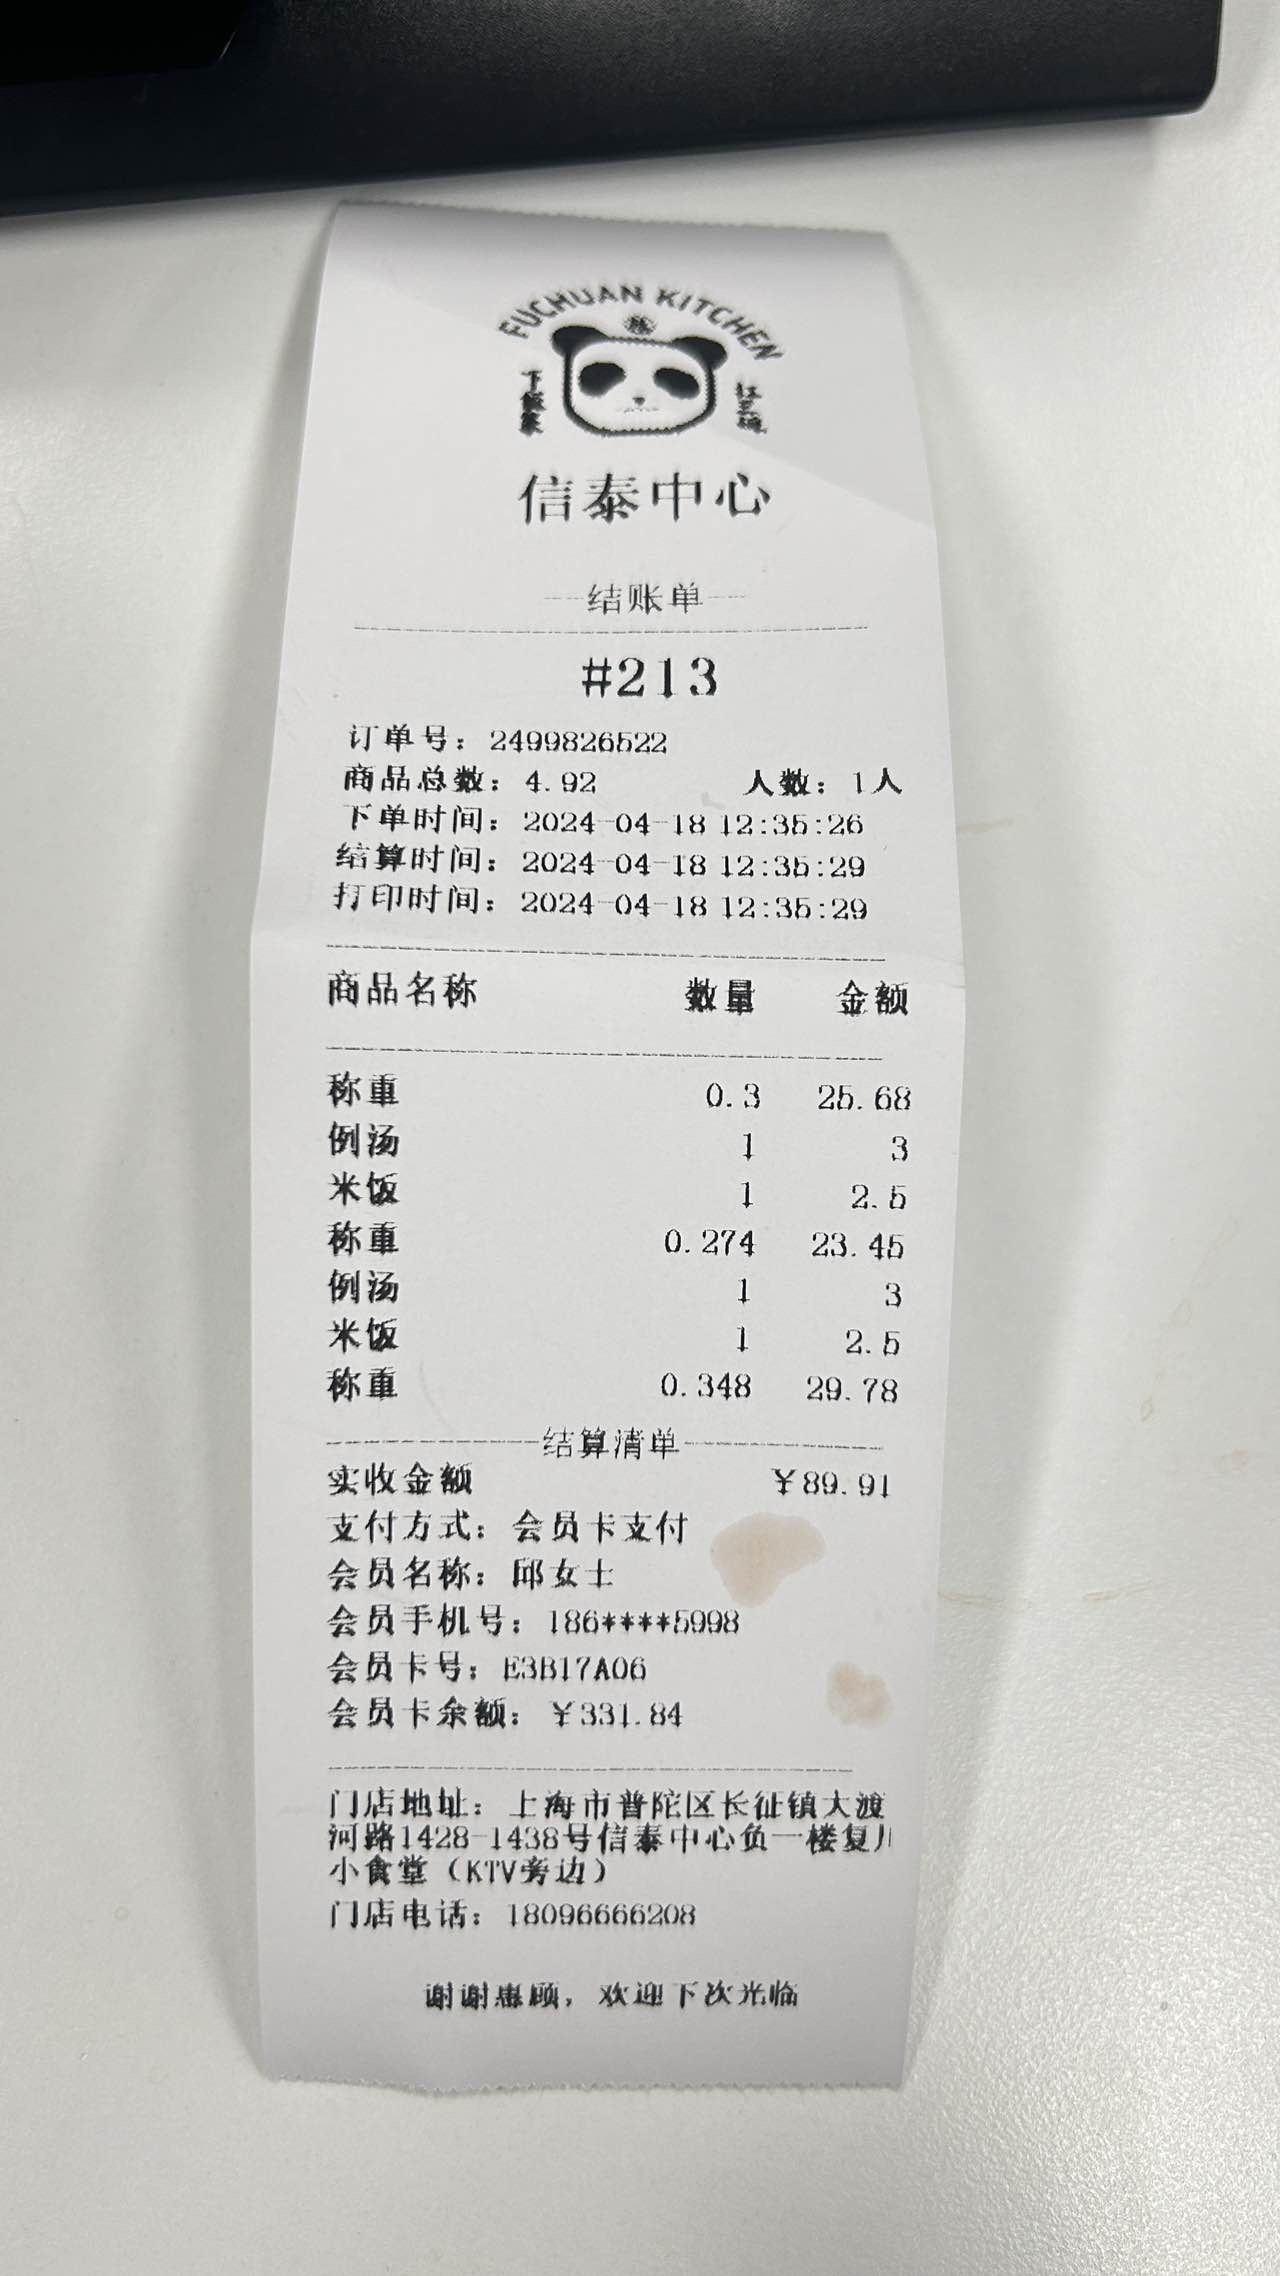 FUCHUAN KITCHEN
下饭菜
信泰中心
结账单
#213
订单号：2499826522
商品总数：4.92 人数：1人
下单时间：2024-04-18 12:35:26
结算时间：2024-04-18 12:35:29
打印时间：2024-04-18 12:35:29
商品名称 数量 金额
称重 0.3 25.68
例汤 1 3
米饭 1 2.5
称重 0.274 23.45
例汤 1 3
米饭 1 2.5
称重 0.348 29.78
结算清单
实收金额 ￥89.91
支付方式：会员卡支付
会员名称：邱女士
会员手机号：186****5998
会员卡号：E3B17A06
会员卡余额：￥331.84
门店地址：上海市普陀区长征镇大渡
河路1428-1438号信泰中心负一楼复川
小食堂（KTV旁边）
门店电话：18096666208
谢谢惠顾，欢迎下次光临